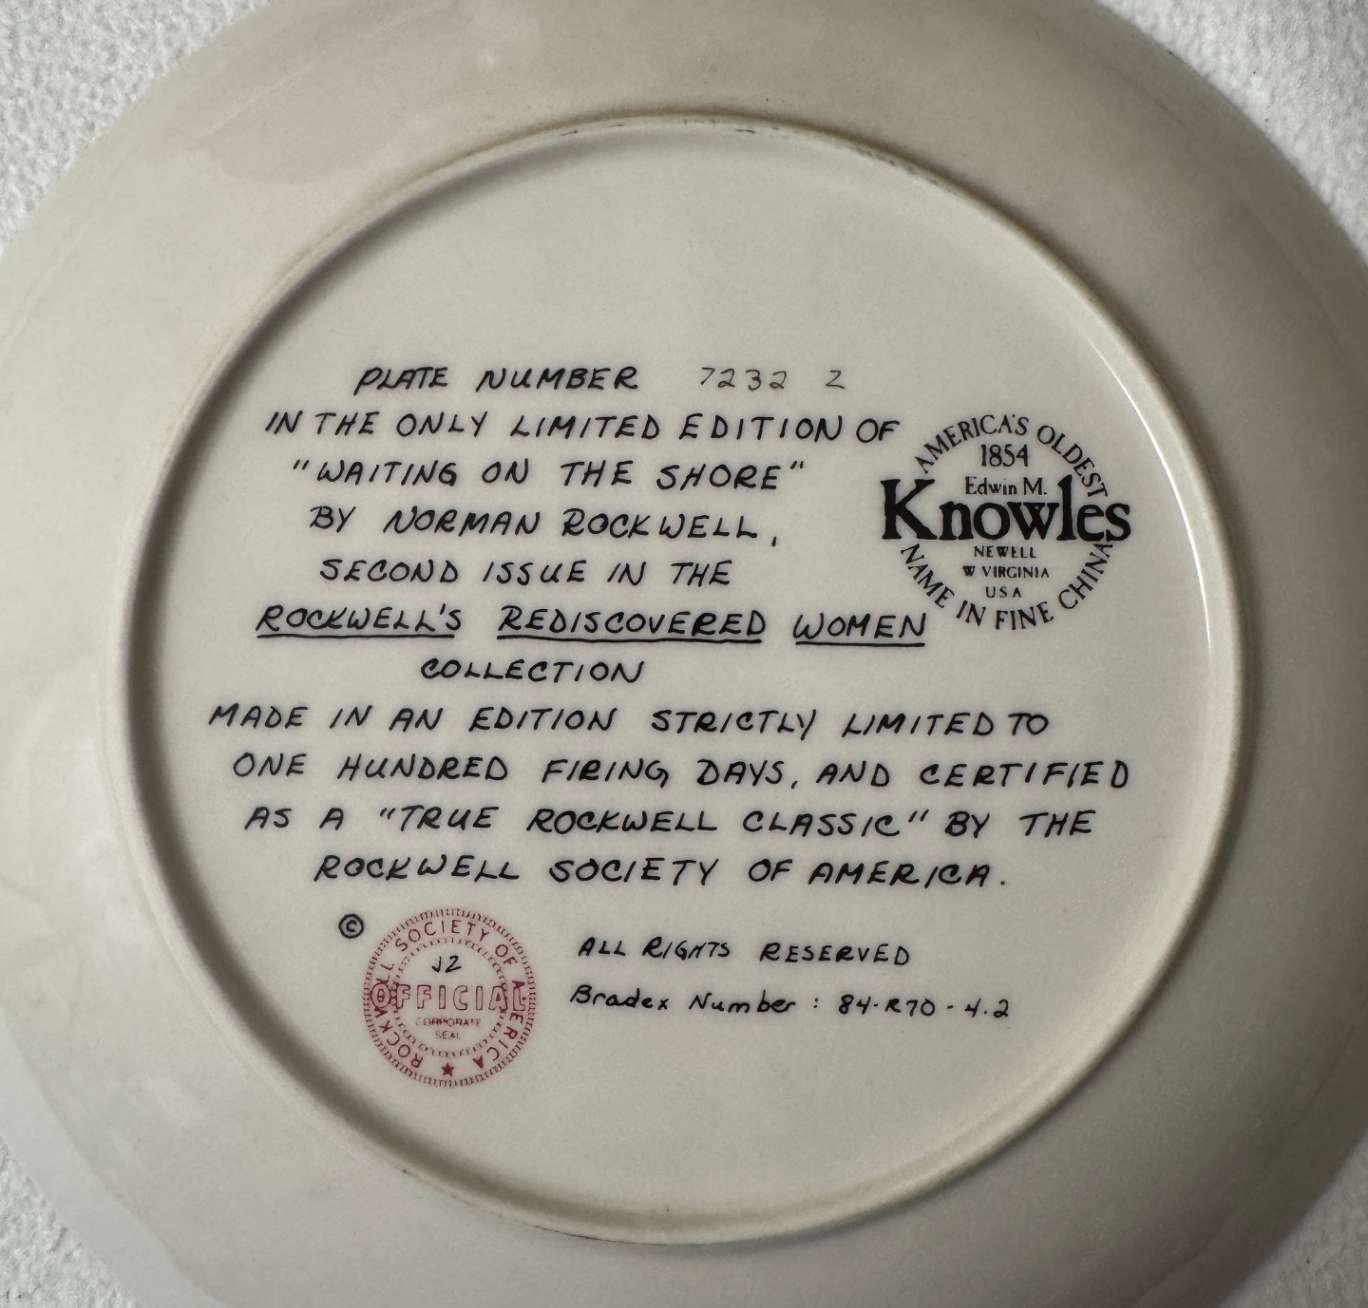 PLATE NUMBER 7232 Z
IN THE ONLY LIMITED EDITION OF
"WAITING ON THE SHORE"
BY NORMAN ROCKWELL,
SECOND ISSUE IN THE
ROCKWELL'S REDISCOVERED WOMEN
COLLECTION
MADE IN AN EDITION STRICTLY LIMITED TO
ONE HUNDRED FIRING DAYS, AND CERTIFIED
AS A "TRUE ROCKWELL CLASSIC" BY THE
ROCKWELL SOCIETY OF AMERICA.
AMERICA'S OLDEST
1854
Edwin M.
Knowles
NEWELL
W VIRGINIA
USA
NAME IN FINE CHINA
©
ROCKWELL SOCIETY OF AMERICA
J2
OFFICIAL
CORPORATE
SEAL
ALL RIGHTS RESERVED
Bradex Number: 84-R70-4.2